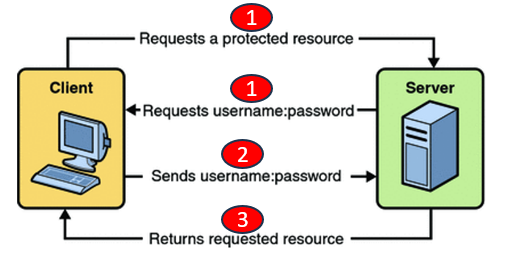 1
Requests a protected resource
Client
Server
1
Requests username:password
2
Sends username:password
3
Returns requested resource